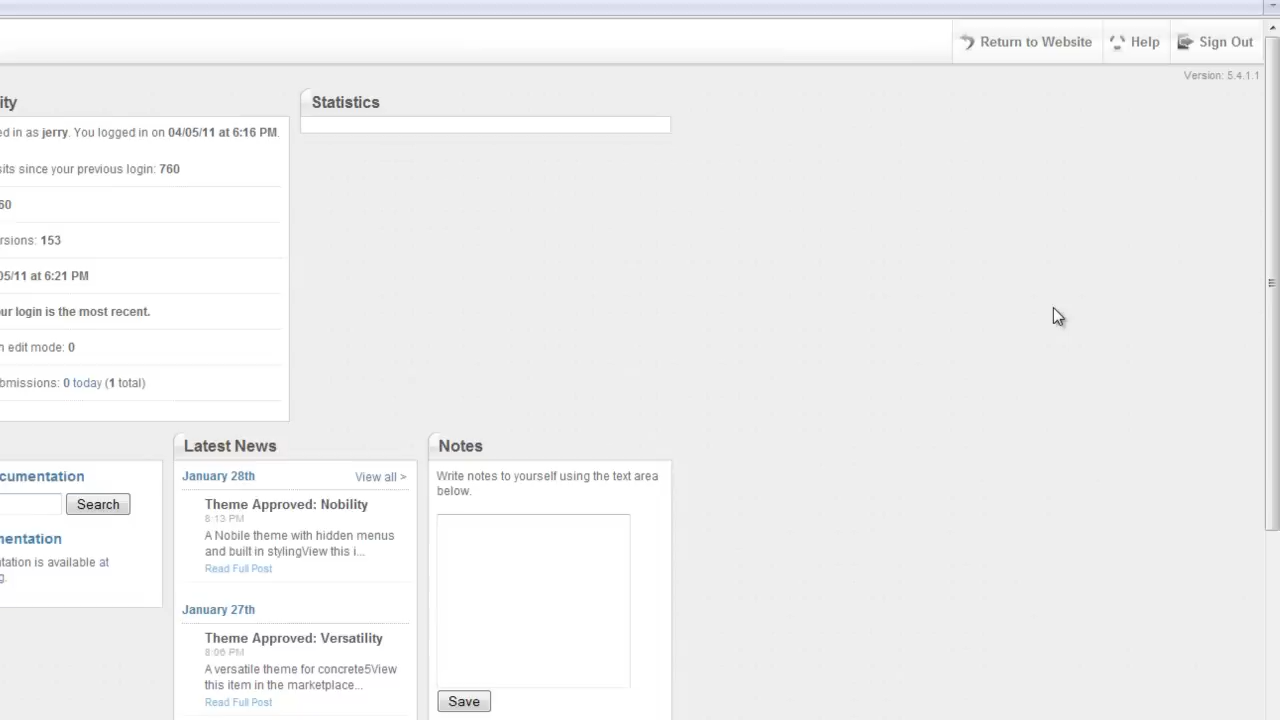 Return to Website
Help
Sign Out
Version: 5.4.1.1
ity
ed in as jerry. You logged in on 04/05/11 at 6:16 PM.
sits since your previous login: 760
60
rsions: 153
05/11 at 6:21 PM
ur login is the most recent.
n edit mode: 0
bmissions: 0 today (1 total)
Statistics
cumentation
Search
mentation
tation is available at
g.
Latest News
January 28th
View all >
Theme Approved: Nobility
8:13 PM
A Nobile theme with hidden menus
and built in stylingView this i...
Read Full Post
January 27th
Theme Approved: Versatility
8:06 PM
A versatile theme for concrete5View
this item in the marketplace...
Read Full Post
Notes
Write notes to yourself using the text area
below.
Save